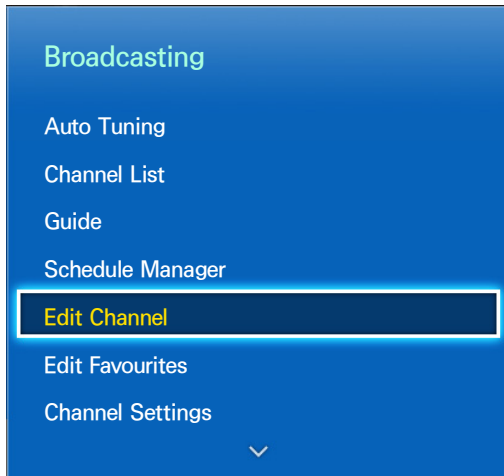 Broadcasting
Auto Tuning
Channel List
Guide
Schedule Manager
Edit Channel
Edit Favourites
Channel Settings